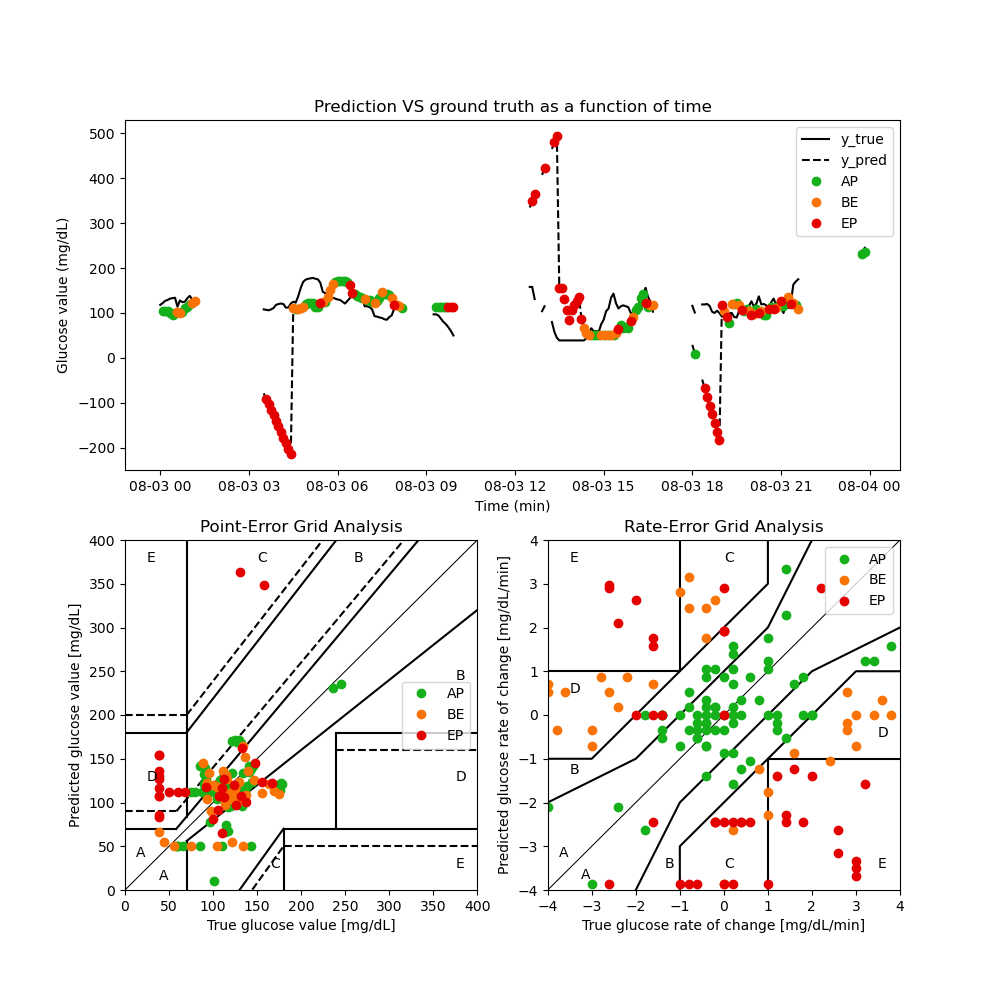 Prediction VS ground truth as a function of time
Glucose value (mg/dL)
500
400
300
200
100
0
−100
−200
y_true
y_pred
AP
BE
EP
08-03 00
08-03 03
08-03 06
08-03 09
08-03 12
08-03 15
08-03 18
08-03 21
08-04 00
Time (min)
Point-Error Grid Analysis
Predicted glucose value [mg/dL]
400
350
300
250
200
150
100
50
0
E
C
B
B
D
D
A
A
C
E
AP
BE
EP
0
50
100
150
200
250
300
350
400
True glucose value [mg/dL]
Rate-Error Grid Analysis
Predicted glucose rate of change [mg/dL/min]
4
3
2
1
0
−1
−2
−3
−4
E
C
D
D
B
A
A
B
C
E
AP
BE
EP
−4
−3
−2
−1
0
1
2
3
4
True glucose rate of change [mg/dL/min]